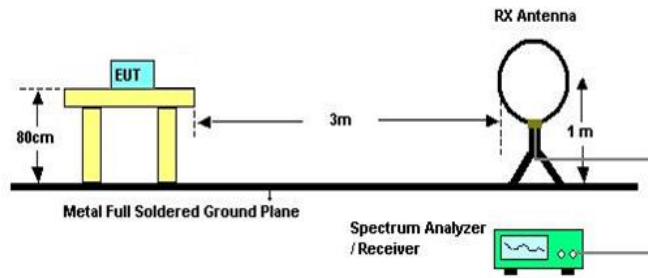 RX Antenna
EUT
3m
1 m
80cm
Metal Full Soldered Ground Plane
Spectrum Analyzer
/ Receiver